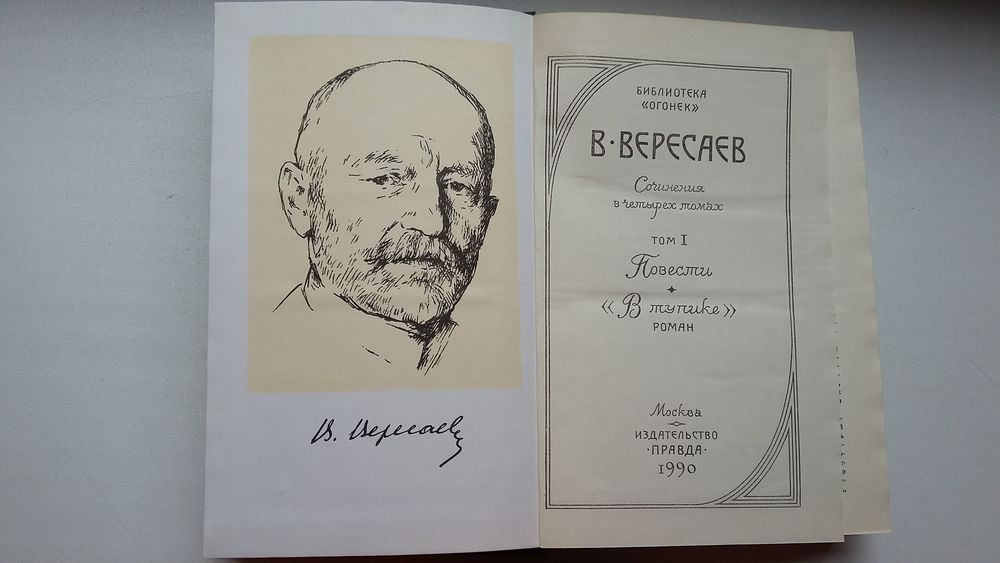 В. Вересаев
БИБЛИОТЕКА
«ОГОНЕК»
В·ВЕРЕСАЕВ
Сочинения
в четырех томах
ТОМ I
Повести
«В тупике»
РОМАН
Москва
ИЗДАТЕЛЬСТВО
·ПРАВДА·
1990